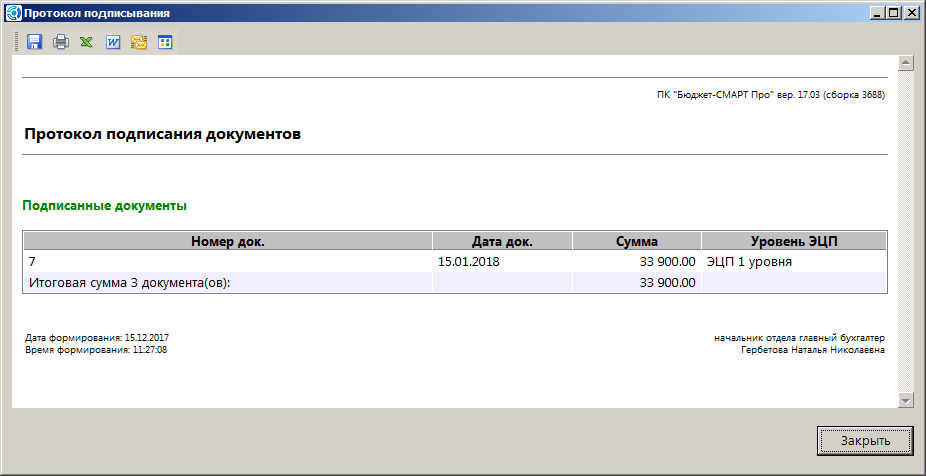 Протокол подписывания
ПК "Бюджет-СМАРТ Про" вер. 17.03 (сборка 3688)
Протокол подписания документов
Подписанные документы
Номер док. Дата док. Сумма Уровень ЭЦП
7 15.01.2018 33 900.00 ЭЦП 1 уровня
Итоговая сумма 3 документа(ов): 33 900.00
Дата формирования: 15.12.2017 начальник отдела главный бухгалтер
Время формирования: 11:27:08 Гербетова Наталья Николаевна
Закрыть